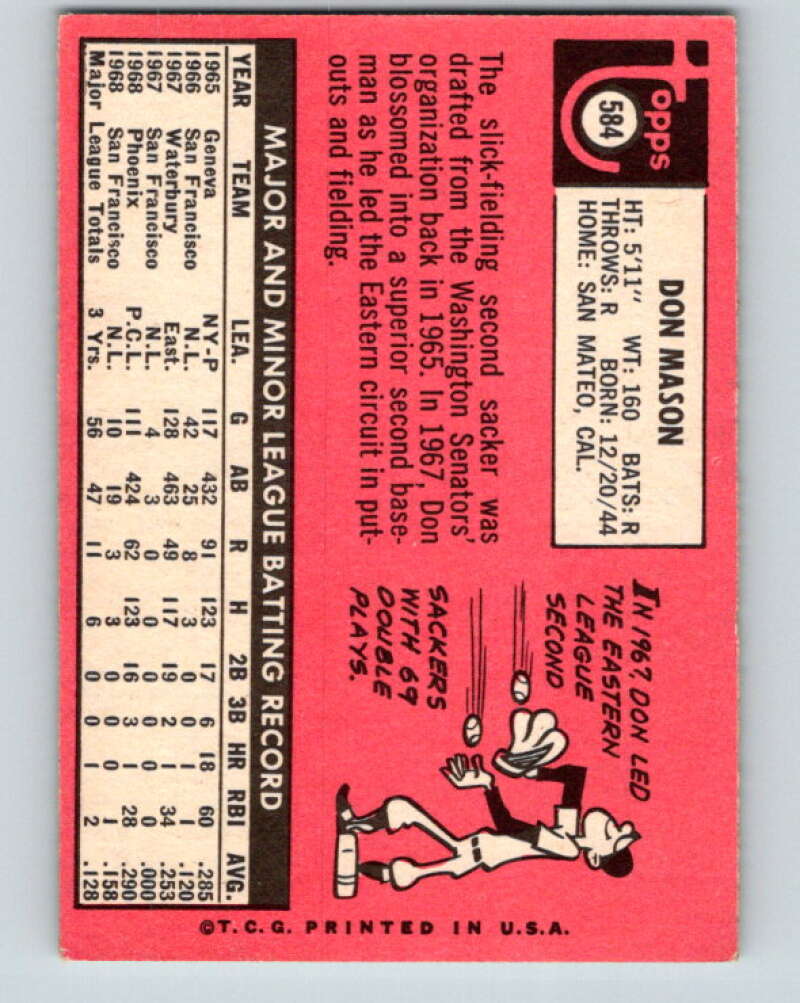 Topps
584
DON MASON
HT: 5'11" WT: 160 BATS: R
THROWS: R BORN: 12/20/44
HOME: SAN MATEO, CAL.
The slick-fielding second sacker was
drafted from the Washington Senators'
organization back in 1965. In 1967, Don
blossomed into a superior second base-
man as he led the Eastern circuit in put-
outs and fielding.
IN 1967, DON LED
THE EASTERN
LEAGUE
SECOND
SACKERS
WITH 69
DOUBLE
PLAYS.
MAJOR AND MINOR LEAGUE BATTING RECORD
YEAR TEAM LEA. G AB R H 2B 3B HR RBI AVG.
1965 Geneva NY-P 117 432 91 123 17 6 18 60 .285
1966 San Francisco N.L. 42 25 8 3 0 0 1 1 .120
1967 Waterbury East. 128 463 49 117 19 2 1 34 .253
1967 San Francisco N.L. 4 3 0 0 0 0 0 0 .000
1968 Phoenix P.C.L. 111 424 62 123 16 3 1 28 .290
1968 San Francisco N.L. 10 19 3 3 0 0 0 1 .158
Major League Totals 3 Yrs. 56 47 11 6 0 0 1 2 .128
©T.C.G. PRINTED IN U.S.A.